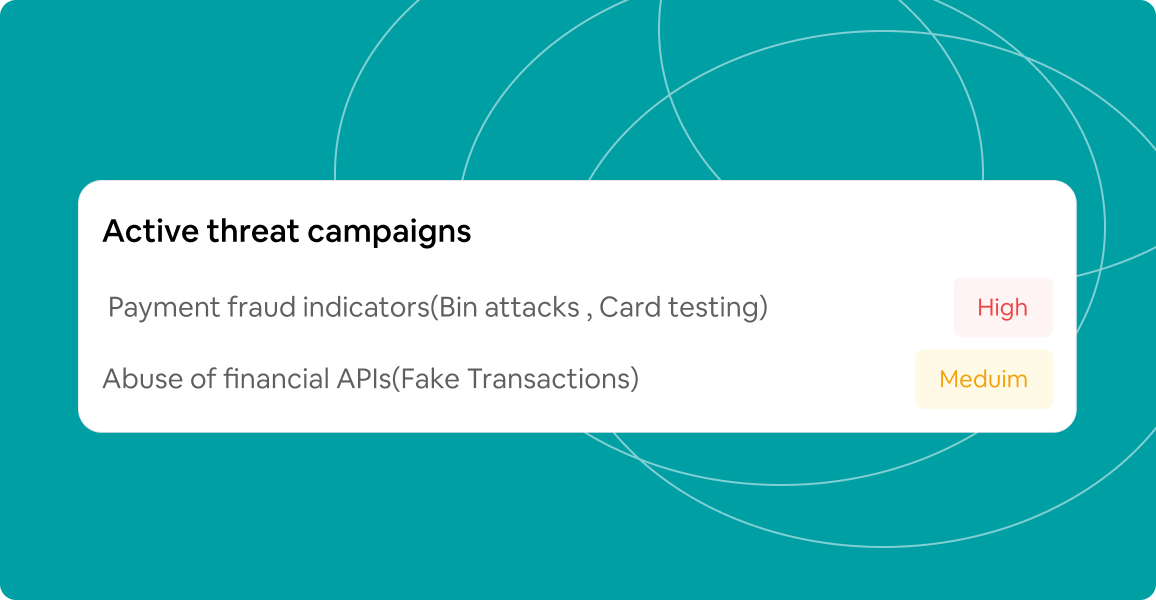 Active threat campaigns
Payment fraud indicators(Bin attacks , Card testing)
High
Abuse of financial APIs(Fake Transactions)
Meduim